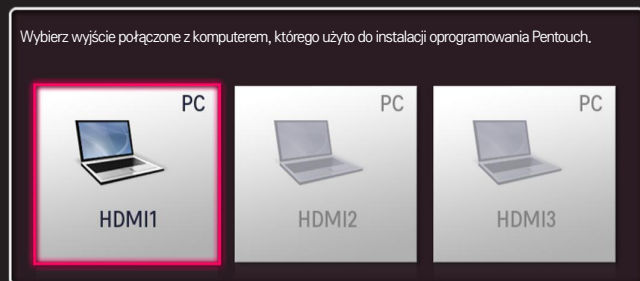 Wybierz wyjście połączone z komputerem, którego użyto do instalacji oprogramowania Pentouch.
PC PC PC
HDMI1 HDMI2 HDMI3